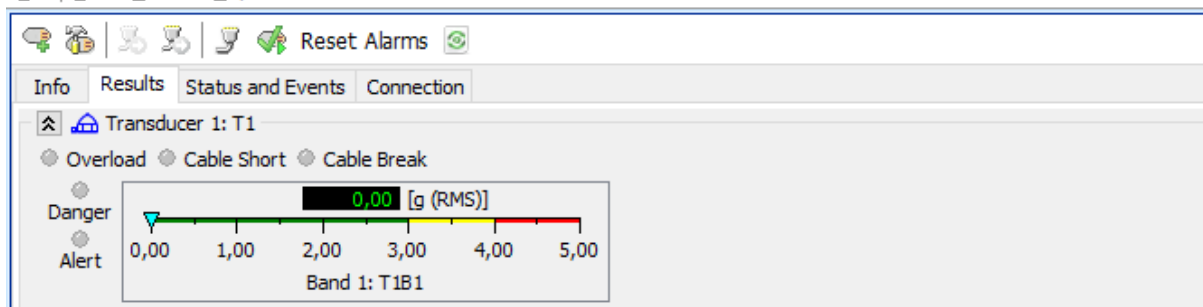 Reset Alarms
Info Results Status and Events Connection
Transducer 1: T1
Overload Cable Short Cable Break
Danger
0,00 [g (RMS)]
Alert
0,00 1,00 2,00 3,00 4,00 5,00
Band 1: T1B1